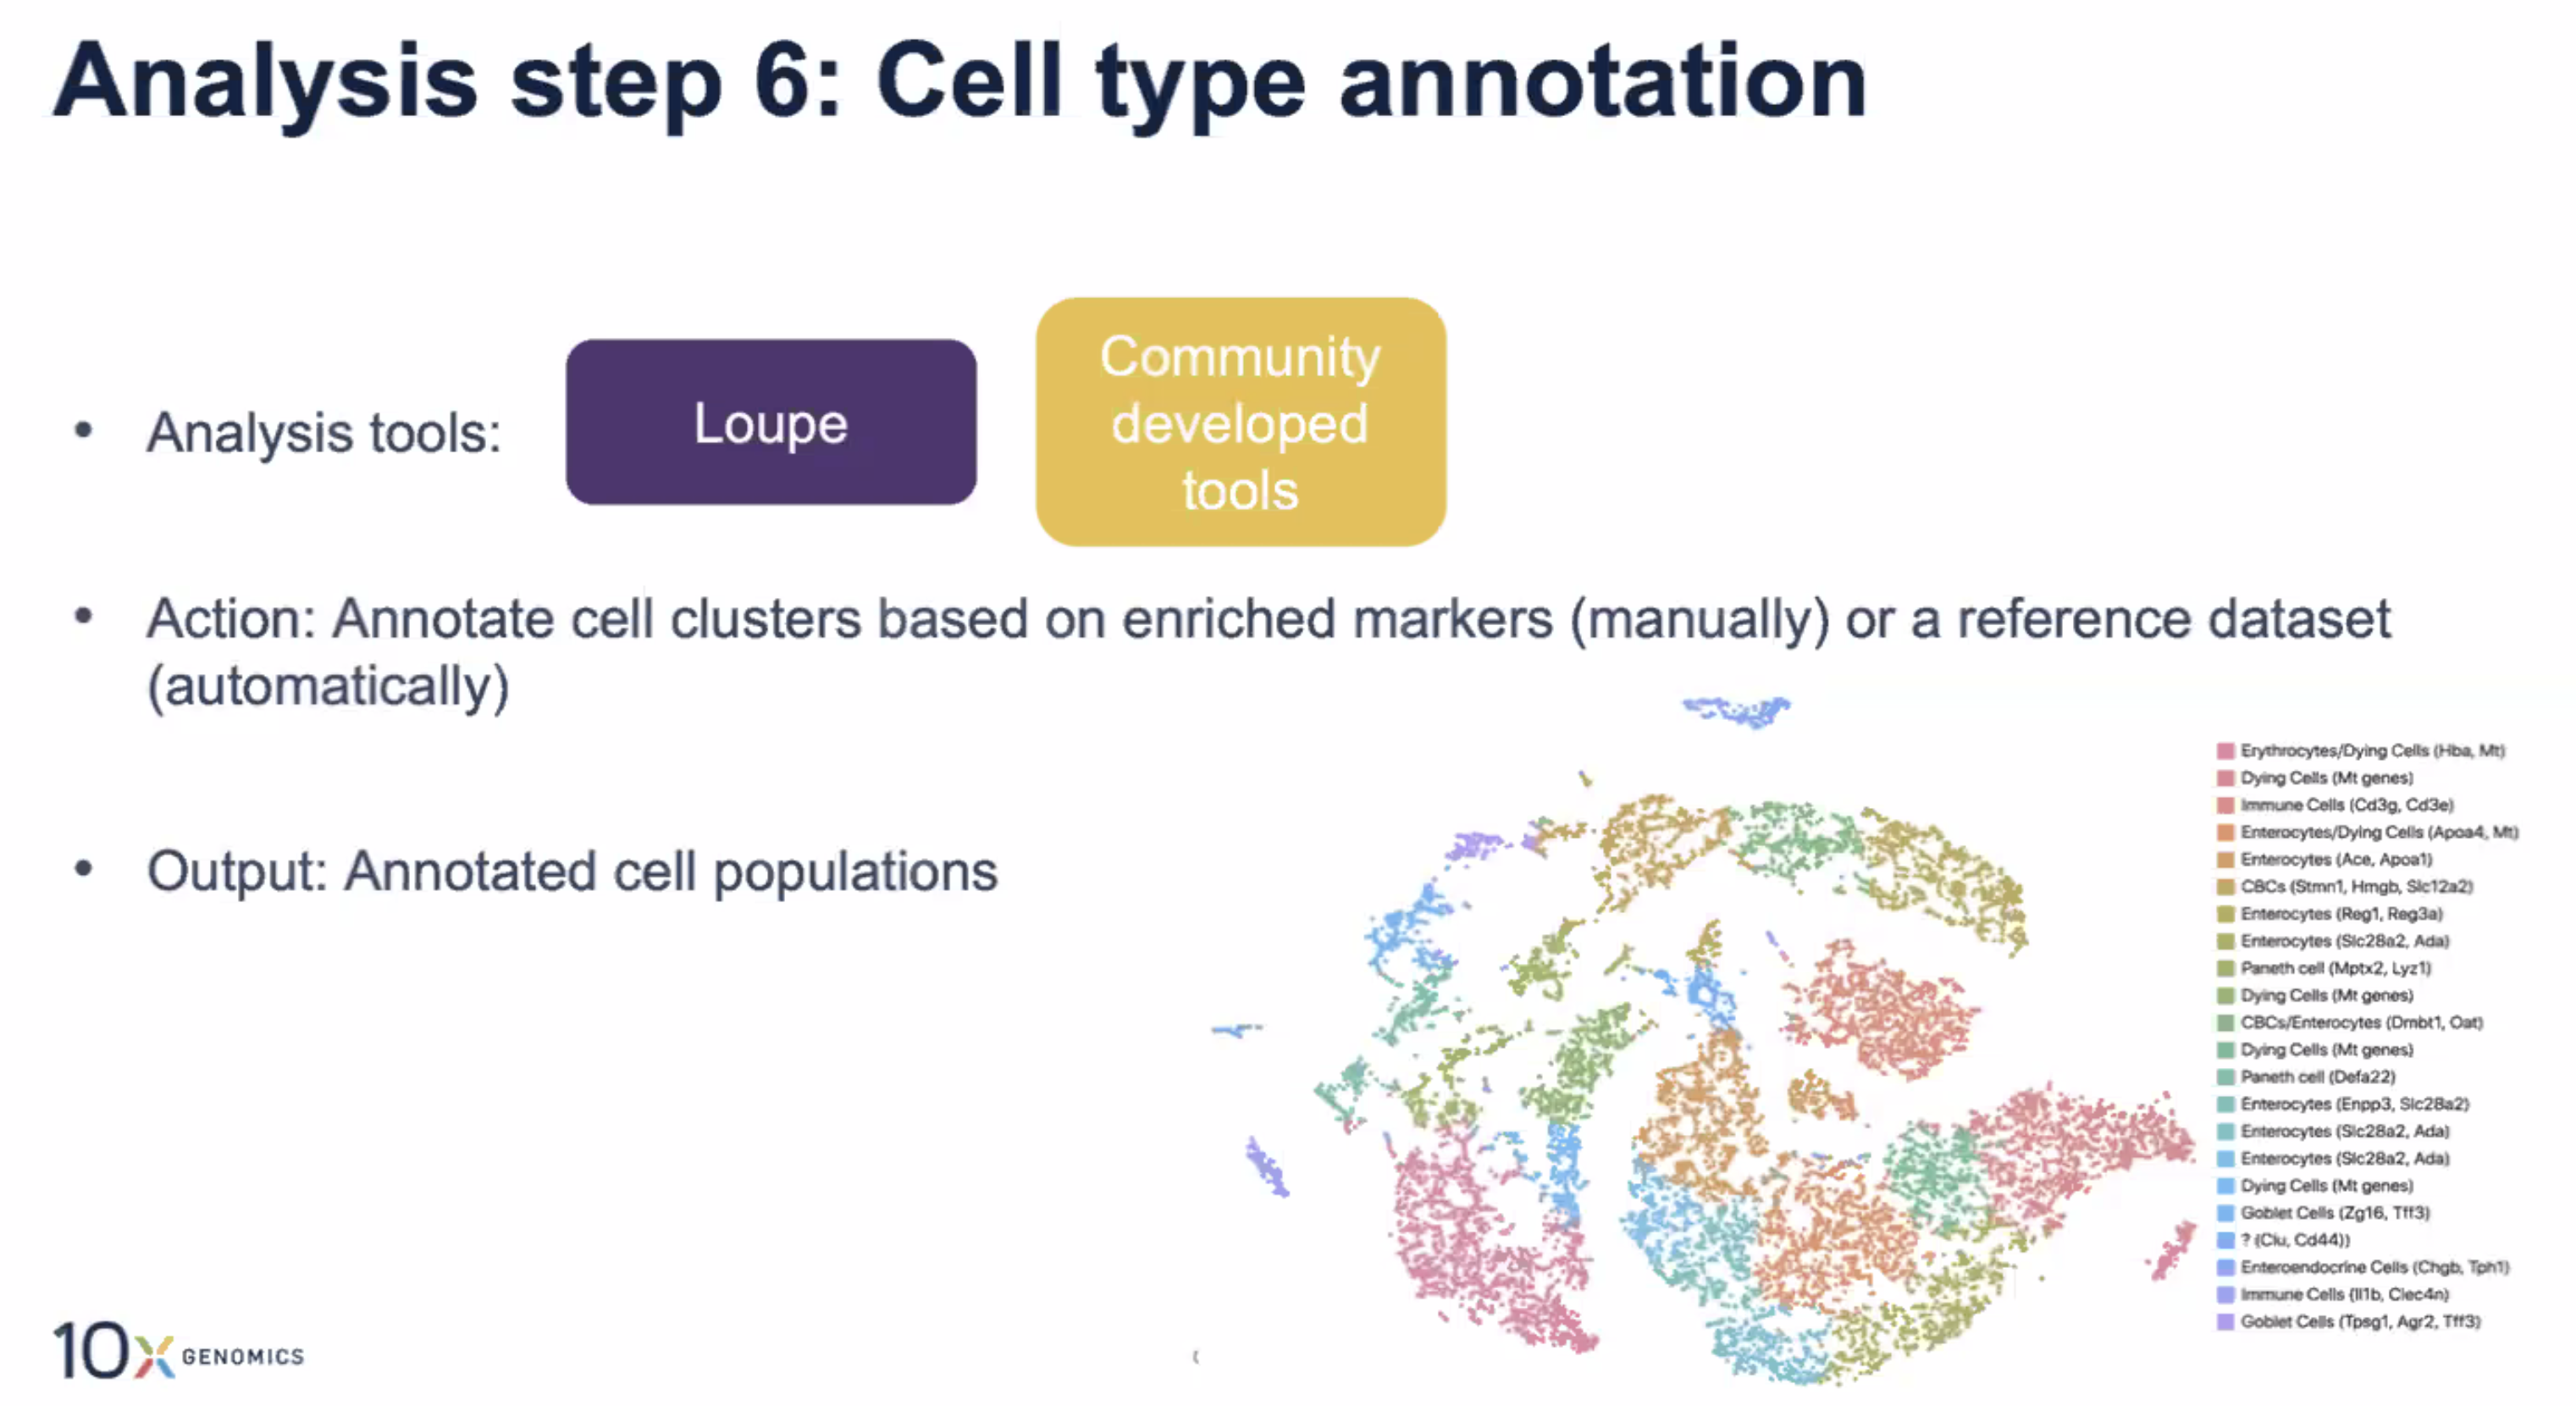 Analysis step 6: Cell type annotation
• Analysis tools:
Loupe
Community
developed
tools
• Action: Annotate cell clusters based on enriched markers (manually) or a reference dataset
(automatically)
• Output: Annotated cell populations
Erythrocytes/Dying Cells (Hba, Mt)
Dying Cells (Mt genes)
Immune Cells (Cd3g, Cd3e)
Enterocytes/Dying Cells (Apoa4, Mt)
Enterocytes (Ace, Apoa1)
CBCs (Stmn1, Hmgb, Slc12a2)
Enterocytes (Reg1, Reg3a)
Enterocytes (Slc28a2, Ada)
Paneth cell (Mptx2, Lyz1)
Dying Cells (Mt genes)
CBCs/Enterocytes (Dmbt1, Oat)
Dying Cells (Mt genes)
Paneth cell (Defa22)
Enterocytes (Enpp3, Slc28a2)
Enterocytes (Slc28a2, Ada)
Enterocytes (Slc28a2, Ada)
Dying Cells (Mt genes)
Goblet Cells (Zg16, Tff3)
? (Clu, Cd44))
Enteroendocrine Cells (Chgb, Tph1)
Immune Cells (Il1b, Clec4n)
Goblet Cells (Tpsg1, Agr2, Tff3)
10X GENOMICS